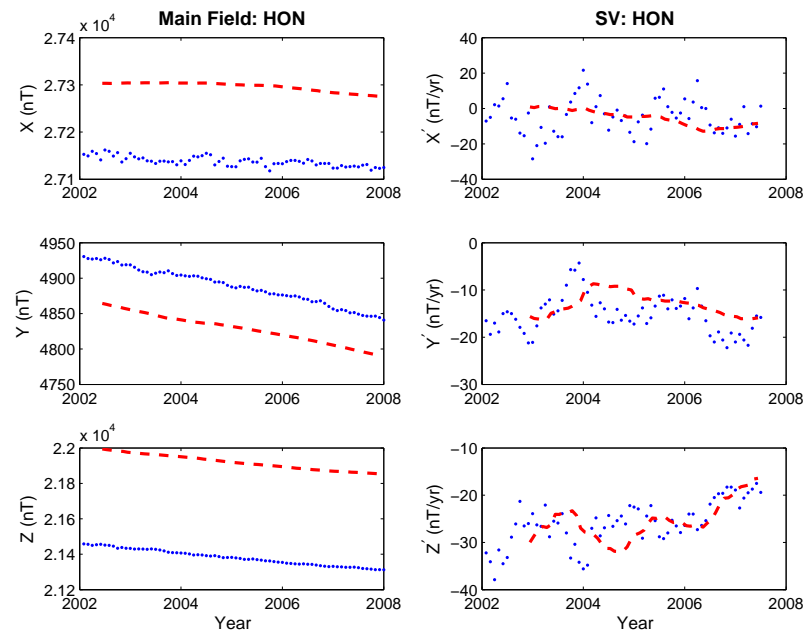 Main Field: HON
x 10⁴
X (nT)
2.74
2.73
2.72
2.71
2002 2004 2006 2008
SV: HON
X′ (nT/yr)
40
20
0
−20
−40
2002 2004 2006 2008
Y (nT)
4950
4900
4850
4800
4750
2002 2004 2006 2008
Y′ (nT/yr)
0
−10
−20
−30
2002 2004 2006 2008
x 10⁴
Z (nT)
2.2
2.18
2.16
2.14
2.12
2002 2004 2006 2008
Year
Z′ (nT/yr)
−10
−20
−30
−40
2002 2004 2006 2008
Year